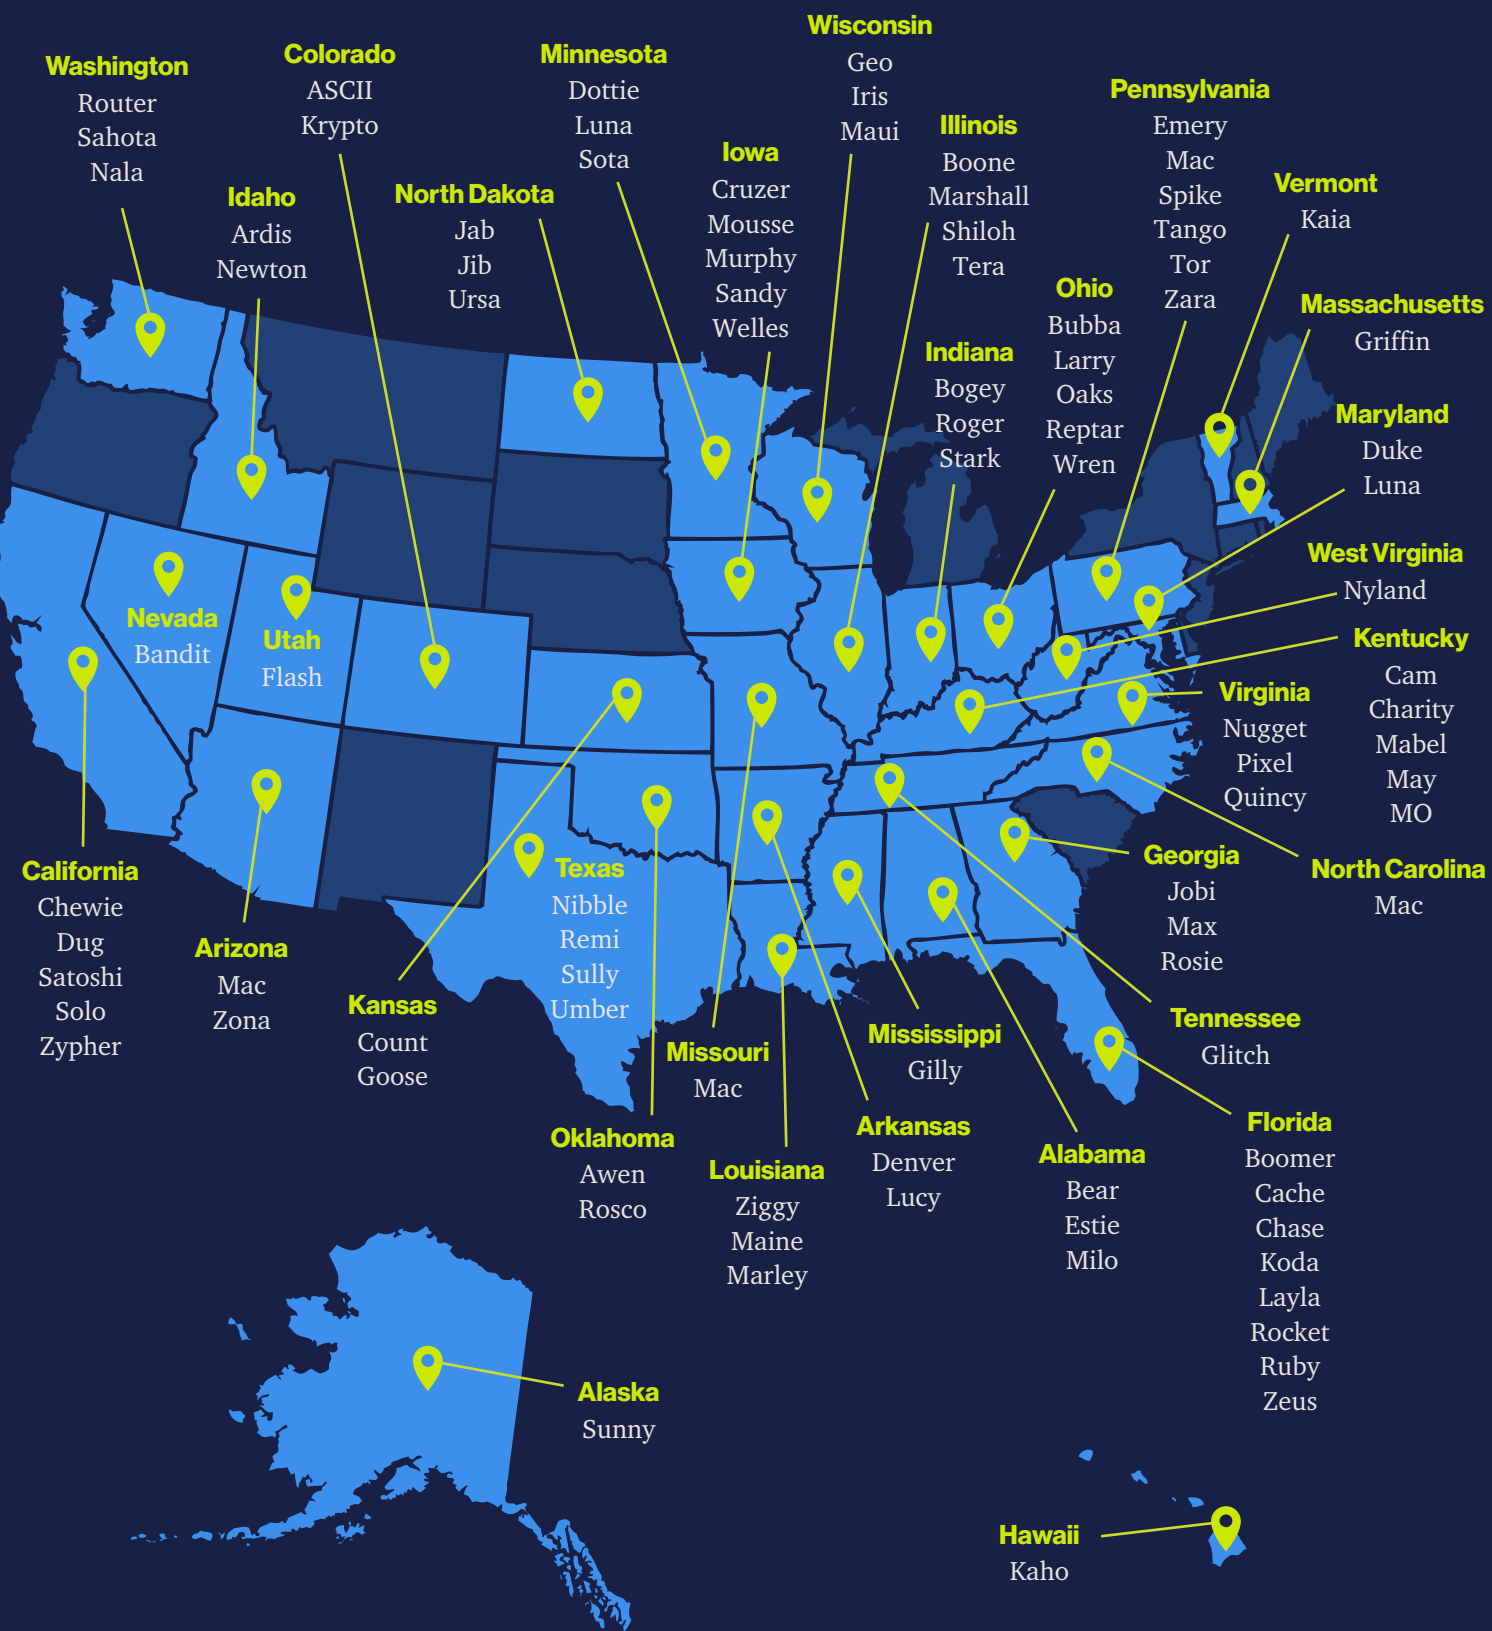 Washington
Router
Sahota
Nala
Colorado
ASCII
Krypto
Minnesota
Dottie
Luna
Sota
Wisconsin
Geo
Iris
Maui
Idaho
Ardis
Newton
North Dakota
Jab
Jib
Ursa
Iowa
Cruzer
Mousse
Murphy
Sandy
Welles
Illinois
Boone
Marshall
Shiloh
Tera
Pennsylvania
Emery
Mac
Spike
Tango
Tor
Zara
Vermont
Kaia
Massachusetts
Griffin
Indiana
Bogey
Roger
Stark
Ohio
Bubba
Larry
Oaks
Reptar
Wren
Maryland
Duke
Luna
West Virginia
Nyland
Kentucky
Cam
Charity
Mabel
May
MO
Virginia
Nugget
Pixel
Quincy
Nevada
Bandit
Utah
Flash
California
Chewie
Dug
Satoshi
Solo
Zypher
Arizona
Mac
Zona
Kansas
Count
Goose
Texas
Nibble
Remi
Sully
Umber
Georgia
Jobi
Max
Rosie
North Carolina
Mac
Missouri
Mac
Mississippi
Gilly
Tennessee
Glitch
Oklahoma
Awen
Rosco
Louisiana
Ziggy
Maine
Marley
Arkansas
Denver
Lucy
Alabama
Bear
Estie
Milo
Florida
Boomer
Cache
Chase
Koda
Layla
Rocket
Ruby
Zeus
Alaska
Sunny
Hawaii
Kaho